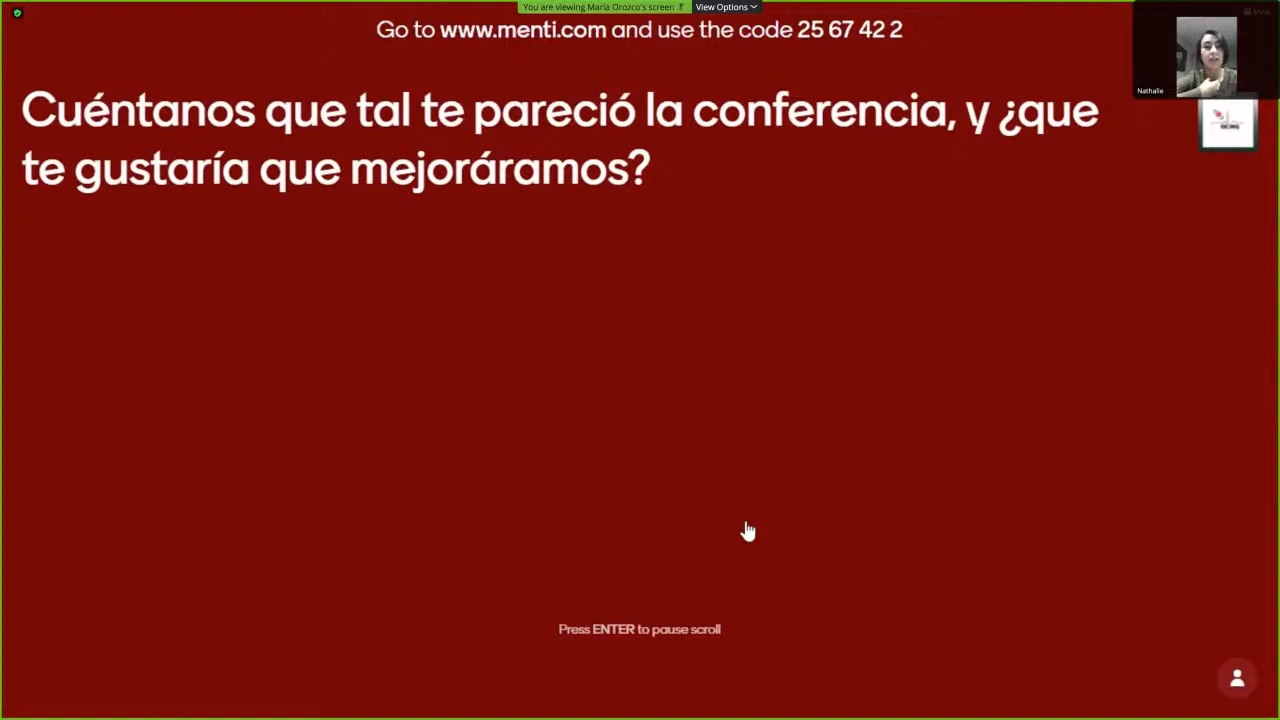 You are viewing María Orozco's screen
View Options
Go to www.menti.com and use the code 25 67 42 2
Nathalie
Cuéntanos que tal te pareció la conferencia, y ¿que
te gustaría que mejoráramos?
Press ENTER to pause scroll